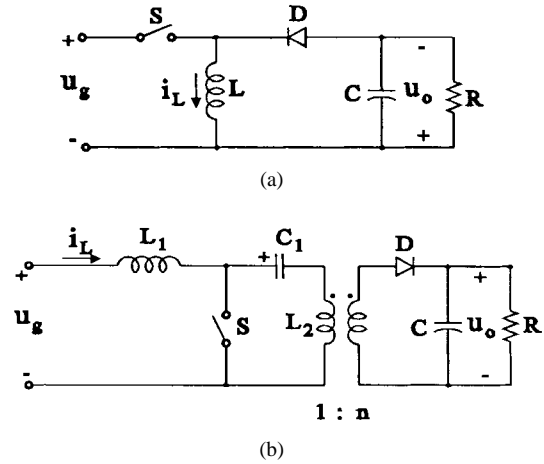 S
D
+
-
u_g
i_L
L
C
u_o
R
-
+
(a)
i_L
L_1
C_1
D
+
+
+
u_g
S
L_2
C
u_o
R
-
-
1 : n
(b)